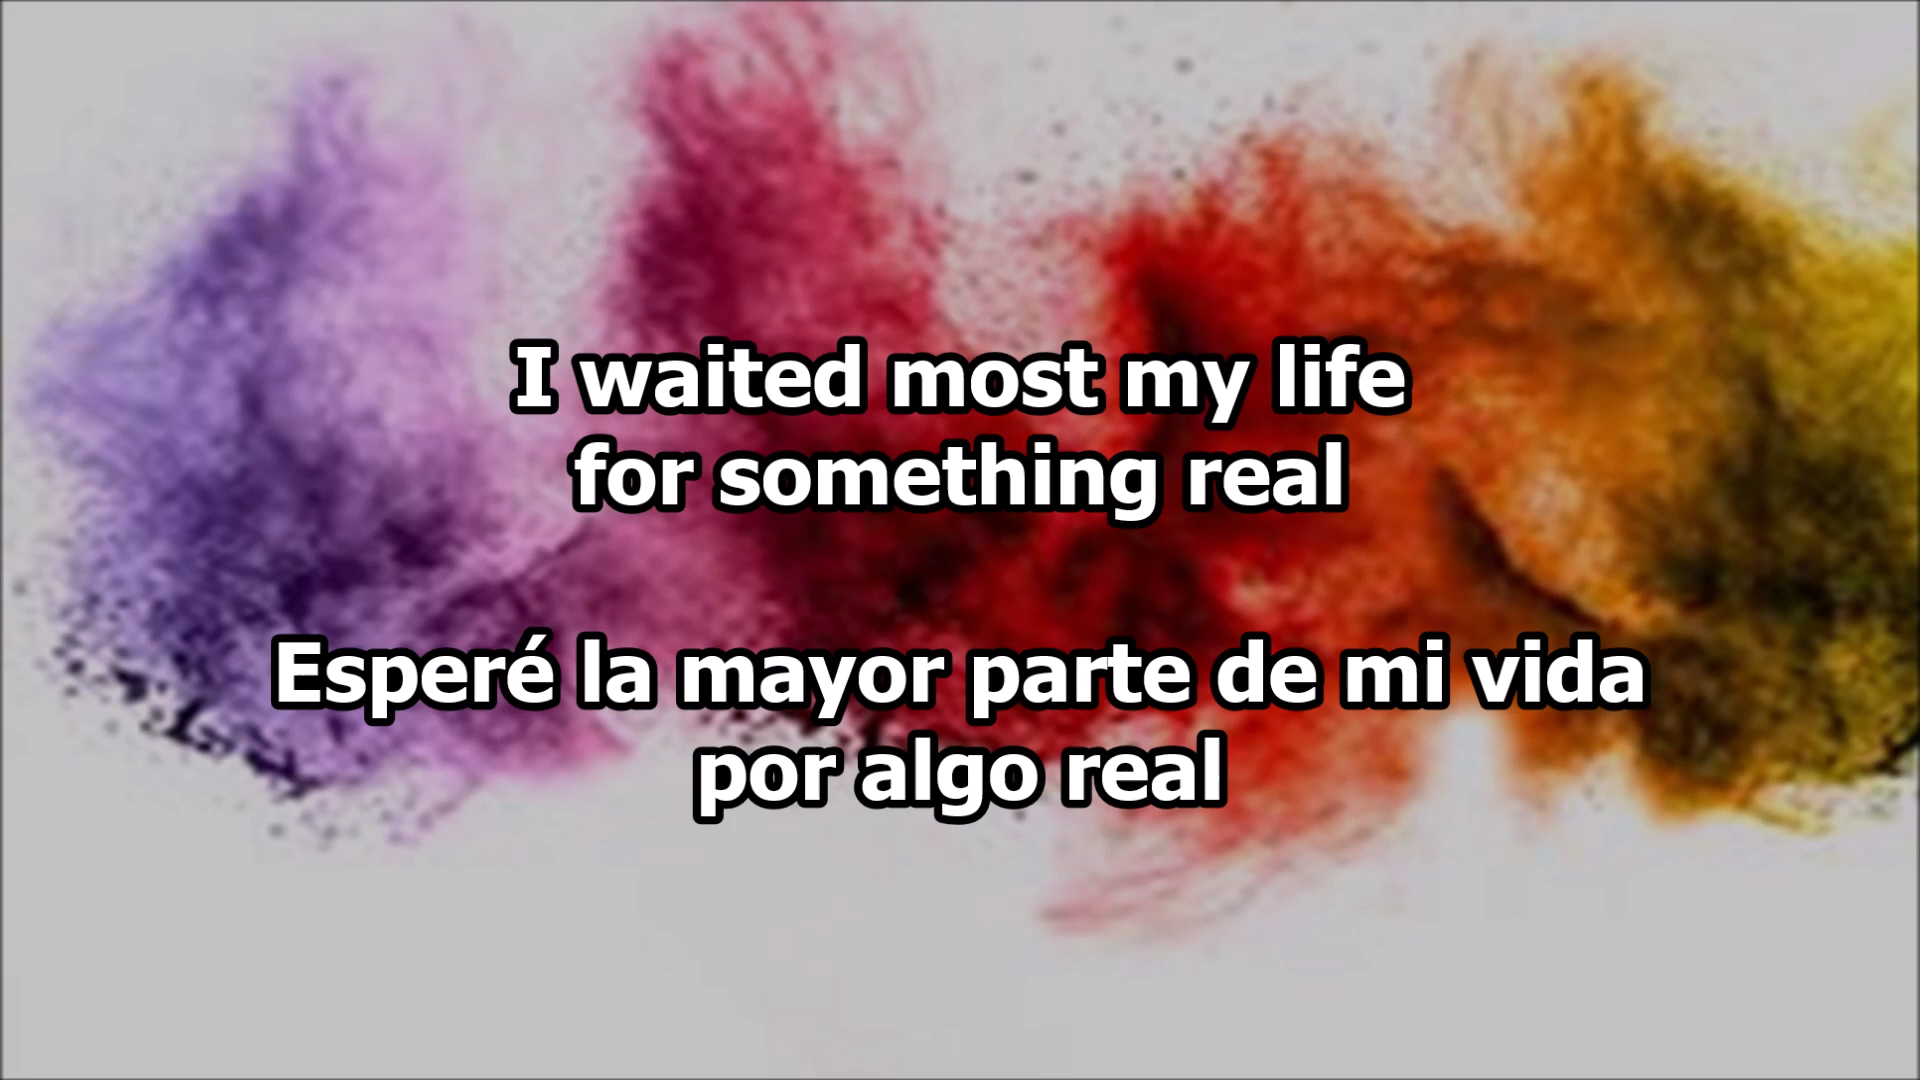 I waited most my life
for something real
Esperé la mayor parte de mi vida
por algo real